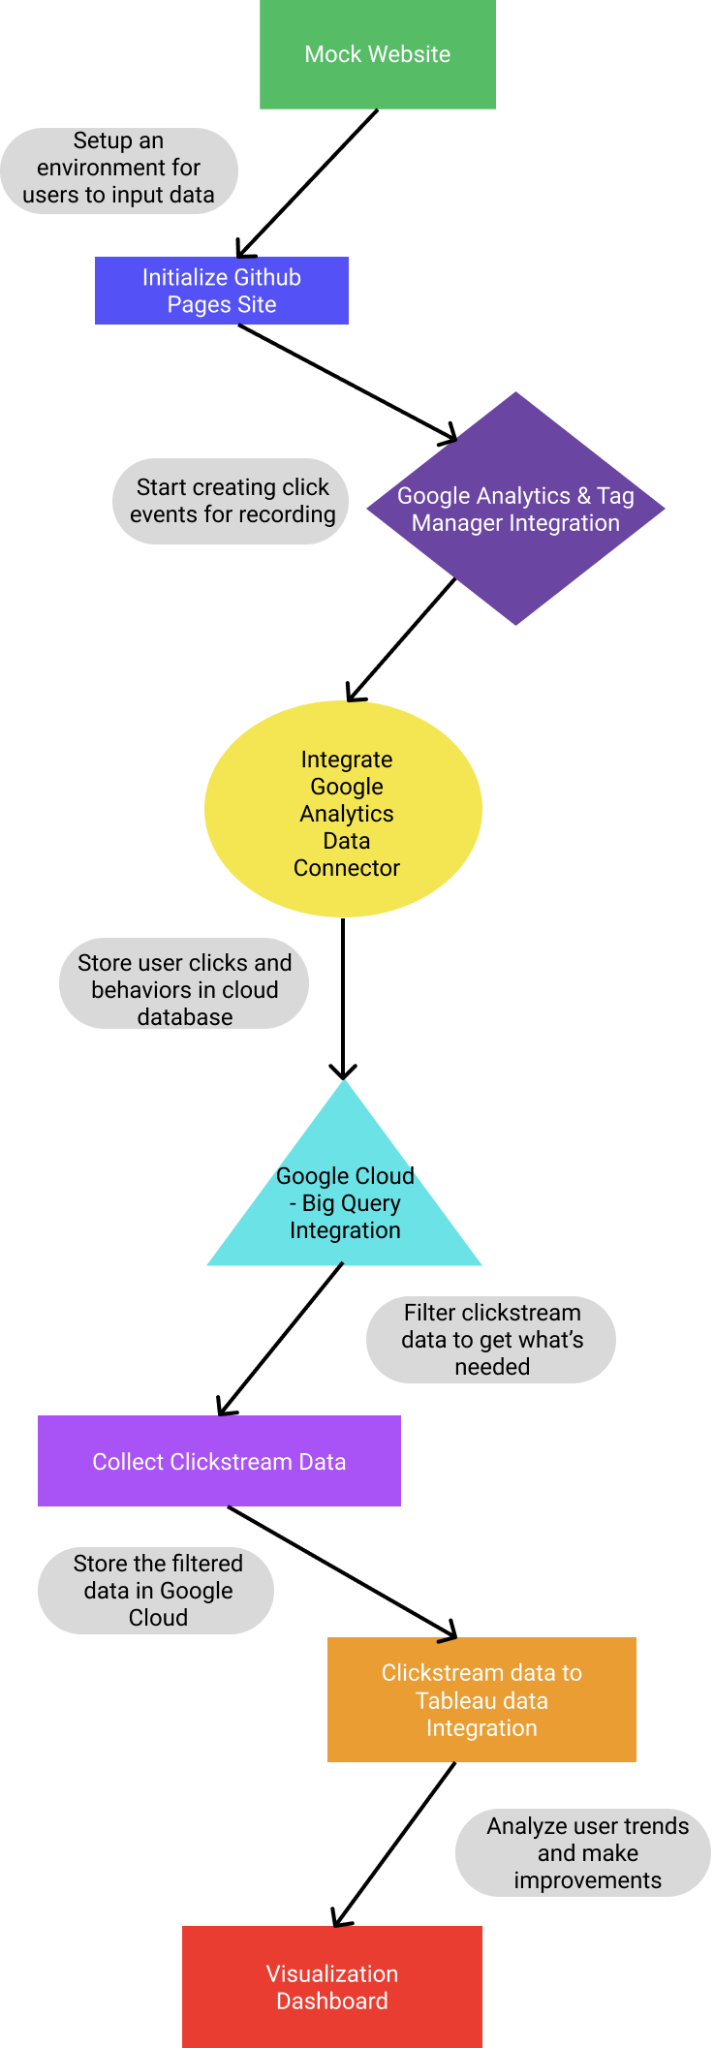 Mock Website
Setup an
environment for
users to input data
Initialize Github
Pages Site
Start creating click
events for recording
Google Analytics & Tag
Manager Integration
Integrate
Google
Analytics
Data
Connector
Store user clicks and
behaviors in cloud
database
Google Cloud
- Big Query
Integration
Filter clickstream
data to get what’s
needed
Collect Clickstream Data
Store the filtered
data in Google
Cloud
Clickstream data to
Tableau data
Integration
Analyze user trends
and make
improvements
Visualization
Dashboard